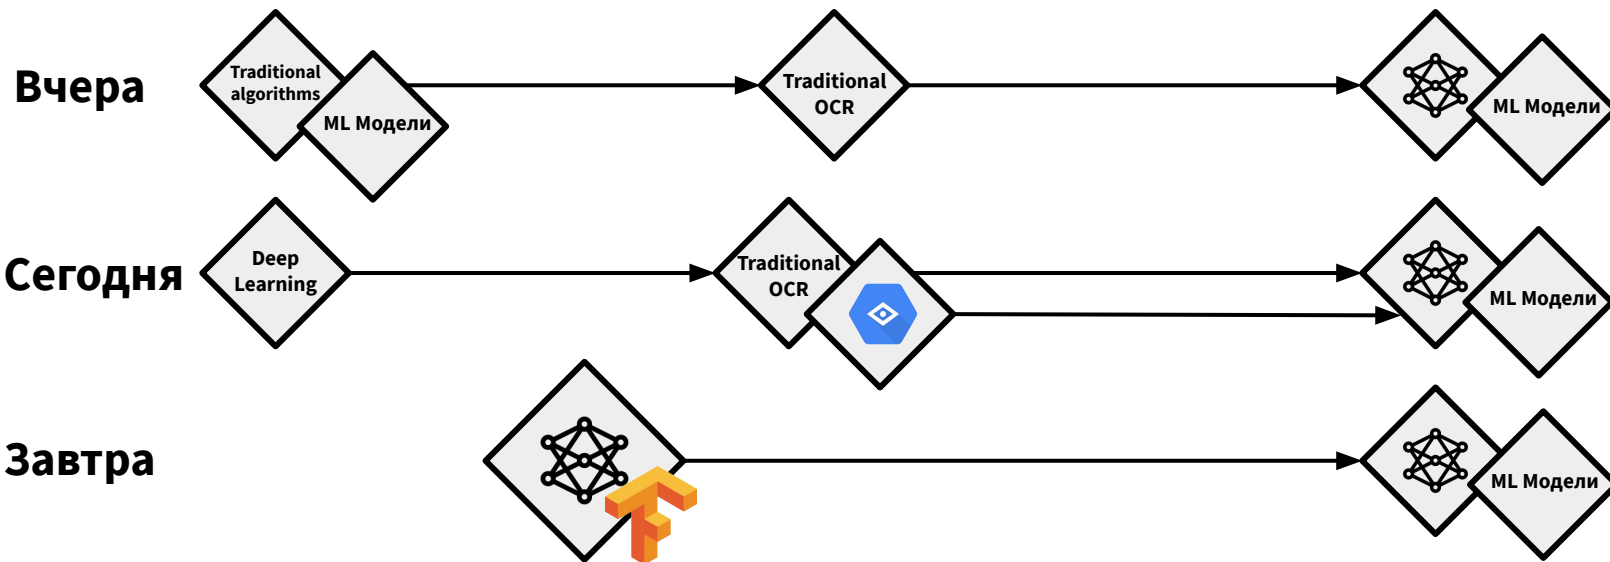 Вчера
Traditional
algorithms
ML Модели
Traditional
OCR
ML Модели
Сегодня
Deep
Learning
Traditional
OCR
ML Модели
Завтра
ML Модели